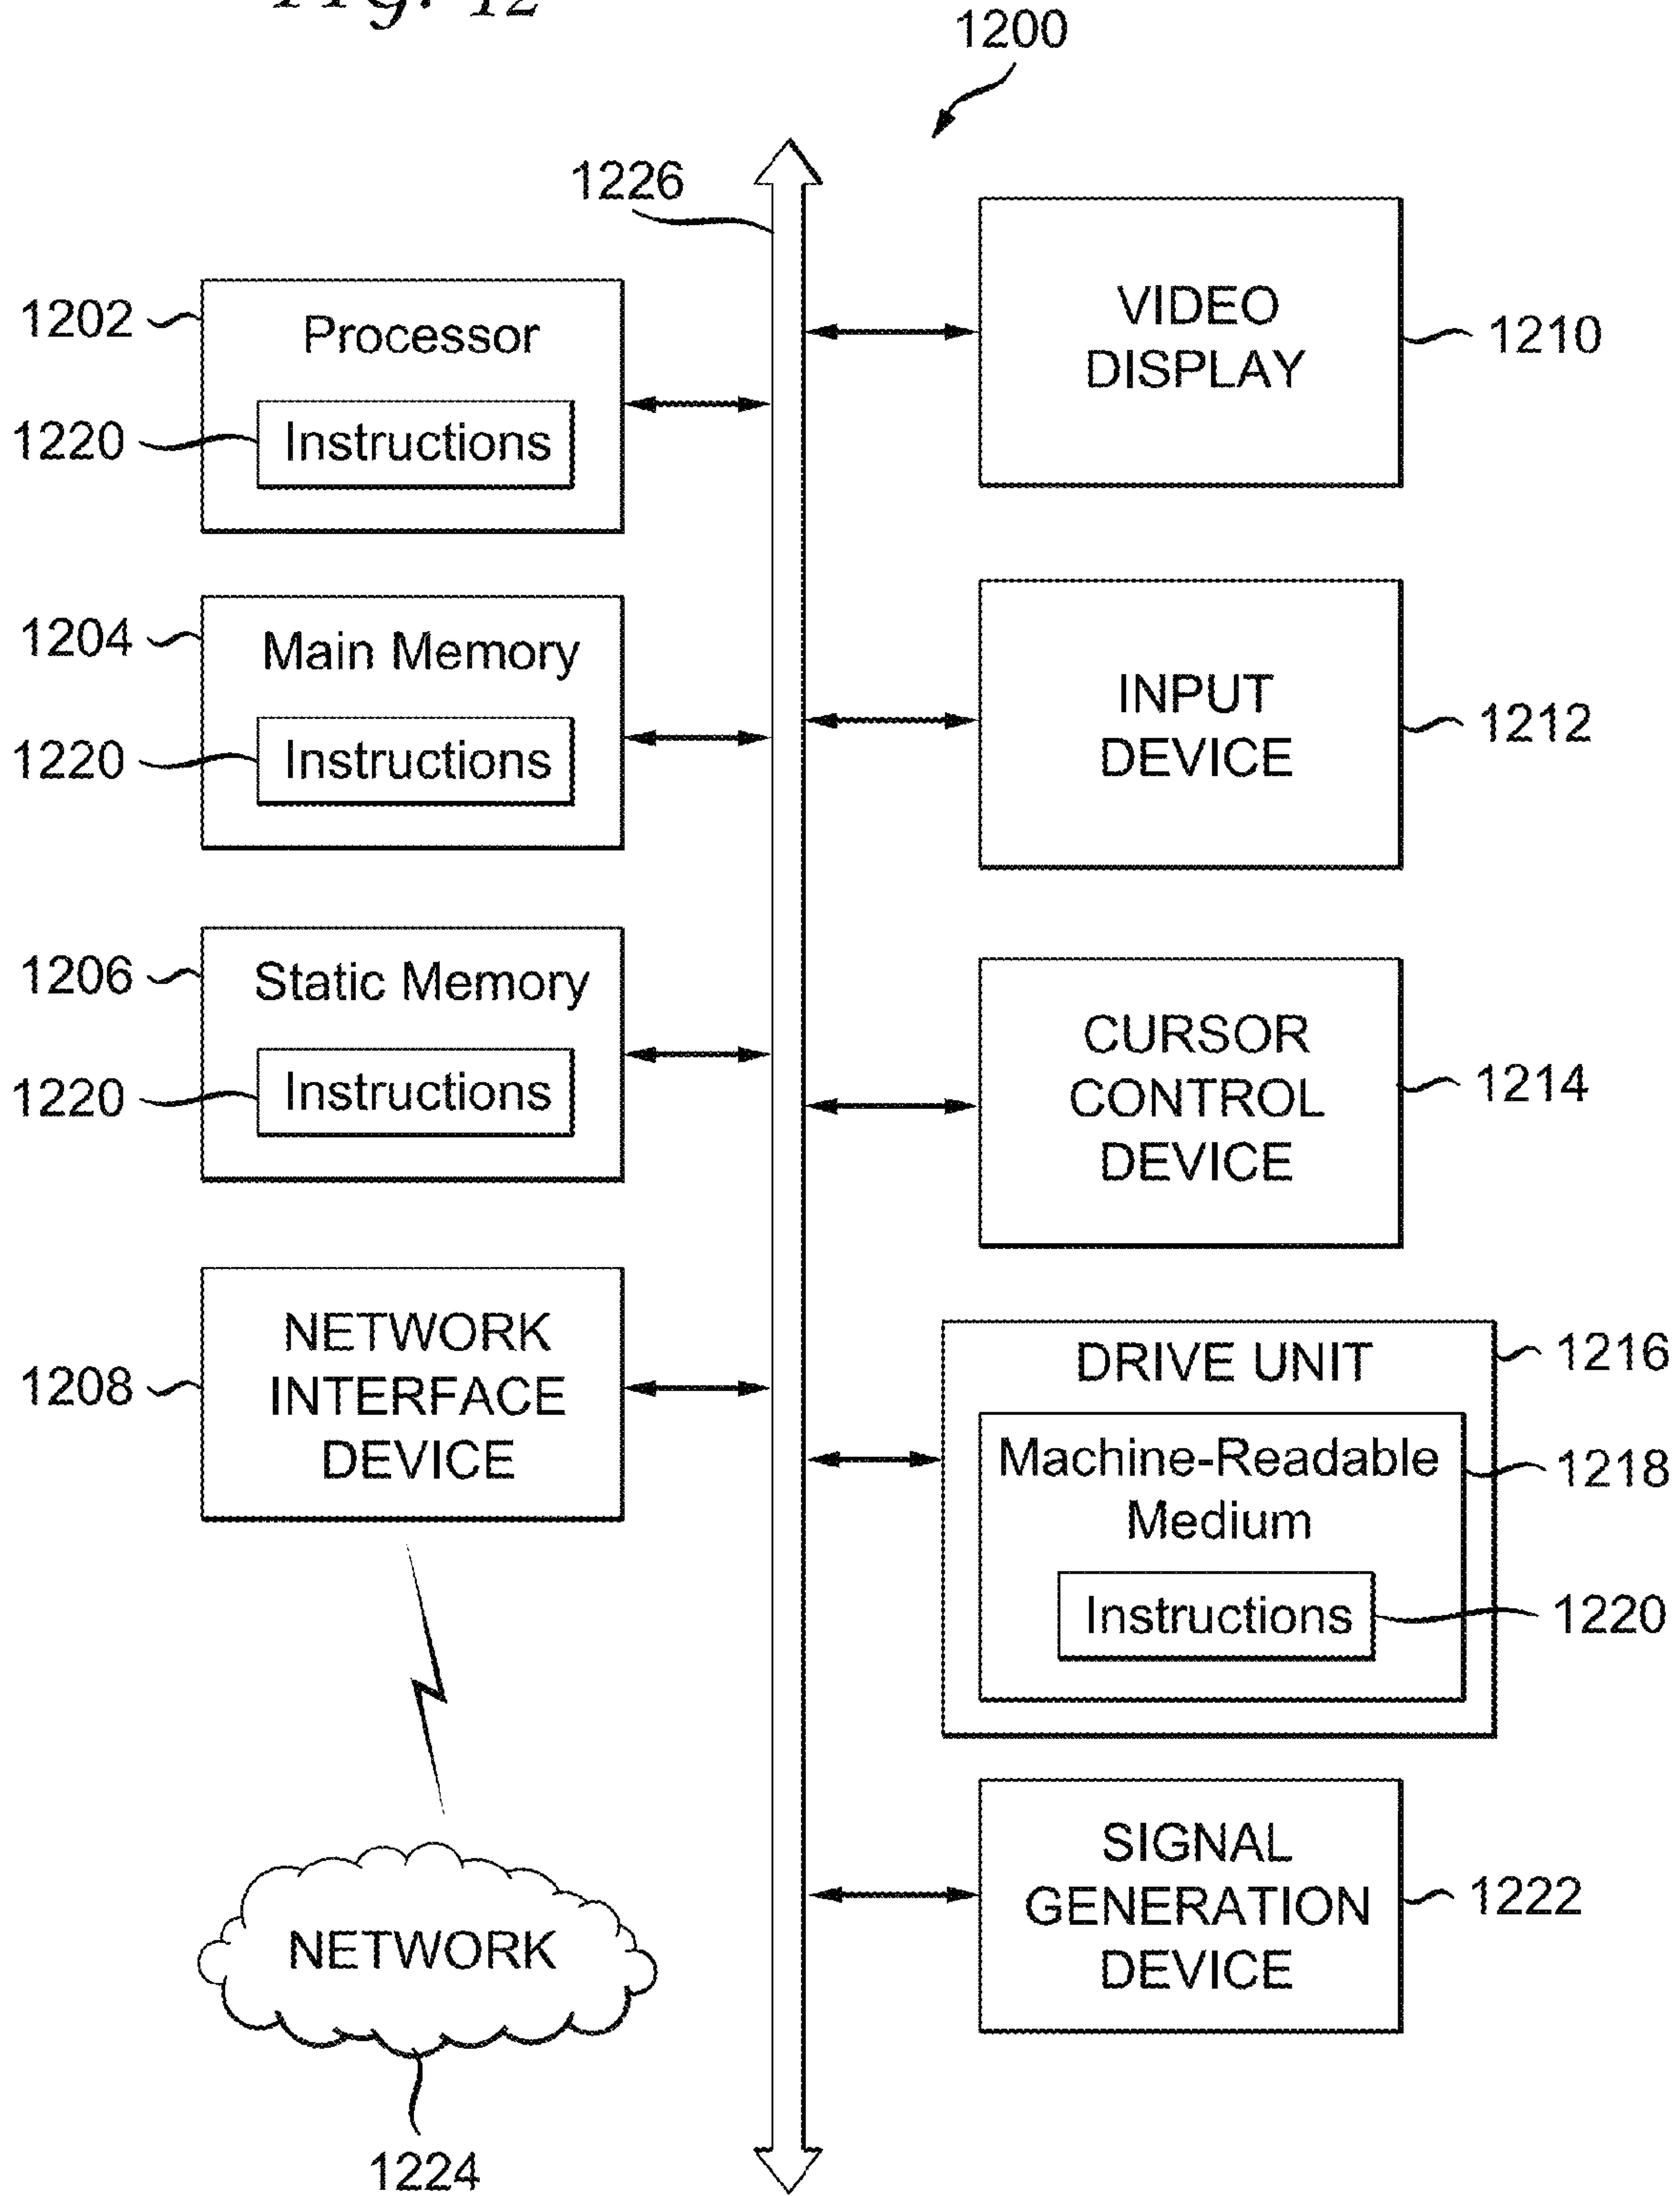 FIG. 12
1200
1226
1202
Processor
1220
Instructions
1204
Main Memory
1220
Instructions
1206
Static Memory
1220
Instructions
1208
NETWORK
INTERFACE
DEVICE
NETWORK
1224
VIDEO
DISPLAY
1210
INPUT
DEVICE
1212
CURSOR
CONTROL
DEVICE
1214
DRIVE UNIT
1216
Machine-Readable
Medium
1218
Instructions
1220
SIGNAL
GENERATION
DEVICE
1222